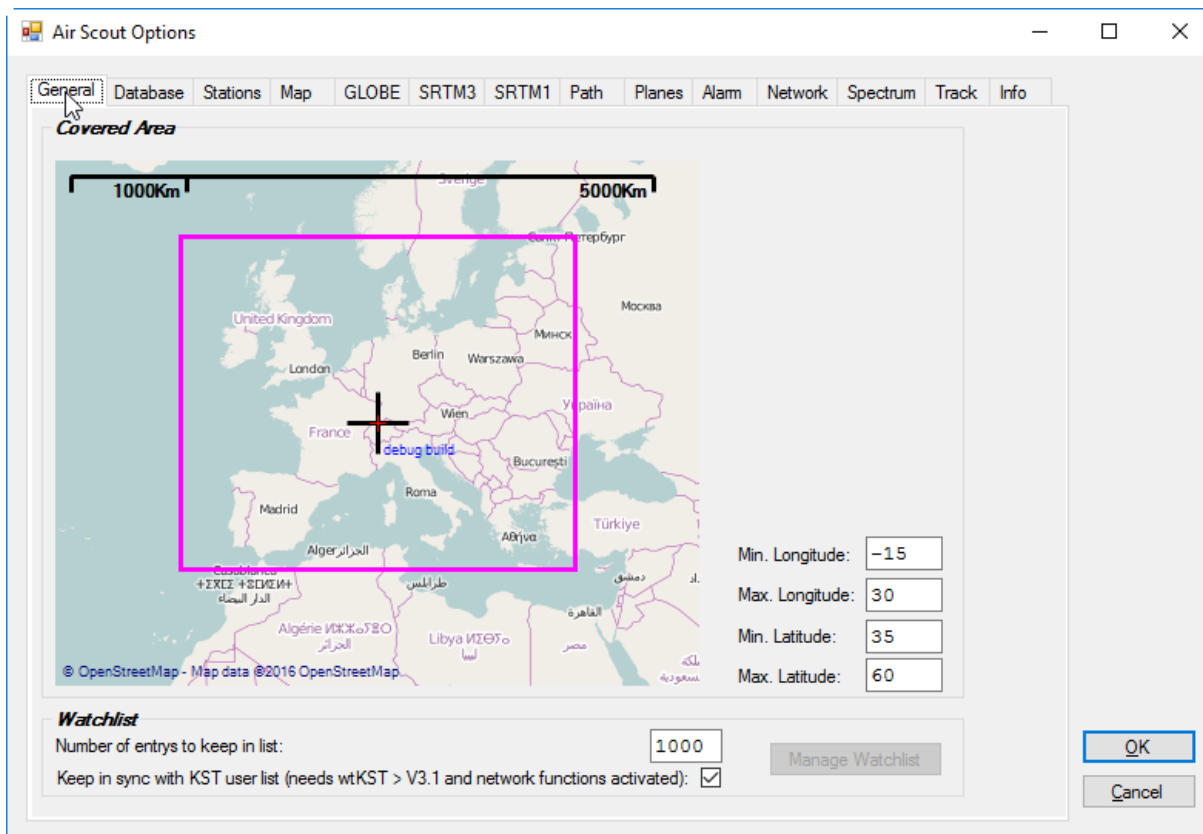 Air Scout Options
General Database Stations Map GLOBE SRTM3 SRTM1 Path Planes Alarm Network Spectrum Track Info
Covered Area
1000Km 5000Km
Sverige
Санкт-Петербург
Москва
United Kingdom
Минск
Berlin
Warszawa
London
Україна
Wien
France
debug build
București
Roma
Madrid
Türkiye
Αθήνα
Alger الجزائر
Casablanca
دمشق
طرابلس
الدار البيضاء
القاهرة
Algérie
الجزائر
Libya
ليبيا
مصر
© OpenStreetMap - Map data ©2016 OpenStreetMap
Min. Longitude: -15
Max. Longitude: 30
Min. Latitude: 35
Max. Latitude: 60
Watchlist
Number of entrys to keep in list: 1000
Manage Watchlist
Keep in sync with KST user list (needs wtKST > V3.1 and network functions activated):
OK
Cancel